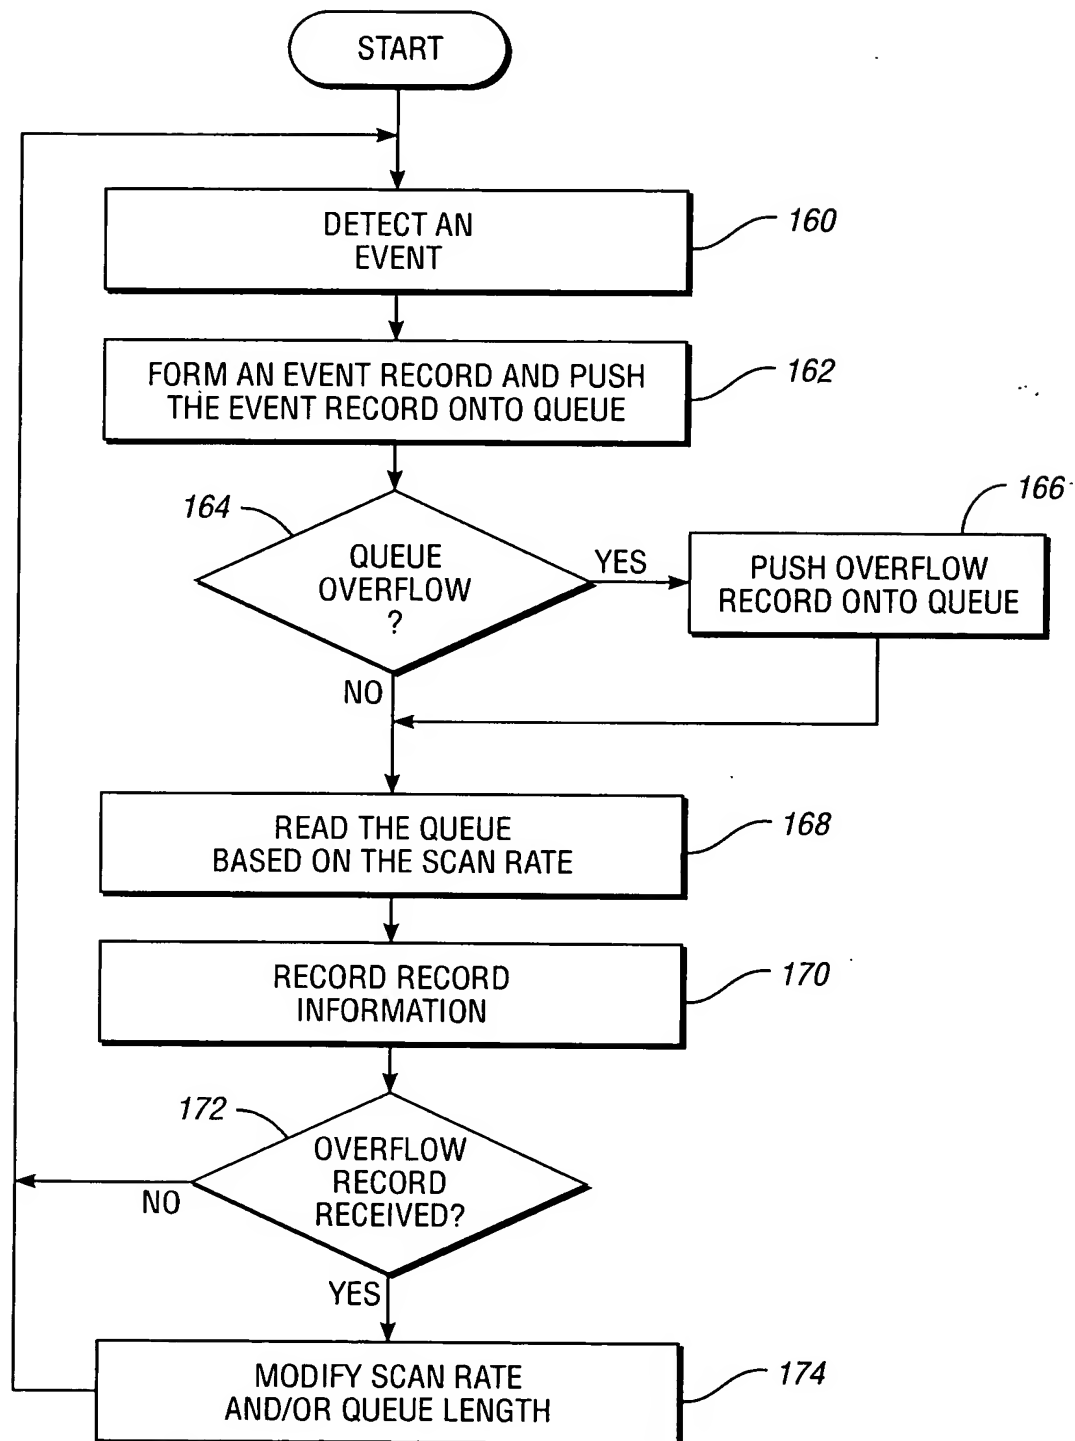 START
DETECT AN
EVENT
160
FORM AN EVENT RECORD AND PUSH
THE EVENT RECORD ONTO QUEUE
162
164
QUEUE
OVERFLOW
?
YES
166
PUSH OVERFLOW
RECORD ONTO QUEUE
NO
READ THE QUEUE
BASED ON THE SCAN RATE
168
RECORD RECORD
INFORMATION
170
172
OVERFLOW
RECORD
RECEIVED?
NO
YES
MODIFY SCAN RATE
AND/OR QUEUE LENGTH
174